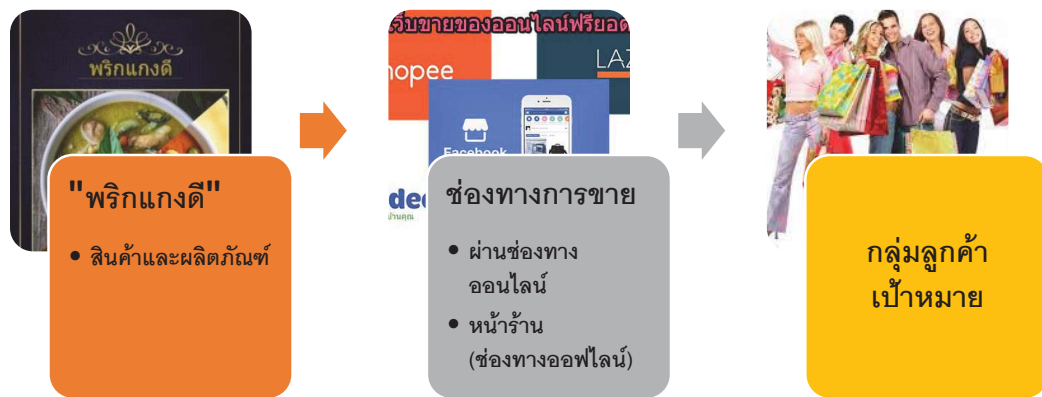 พริกแกงดี
"พริกแกงดี"
• สินค้าและผลิตภัณฑ์
เว็บขายของออนไลน์ฟรียอด
hopee
LAZ
Facebook
dee
บ้านคุณ
ช่องทางการขาย
• ผ่านช่องทาง
ออนไลน์
• หน้าร้าน
(ช่องทางออฟไลน์)
กลุ่มลูกค้า
เป้าหมาย